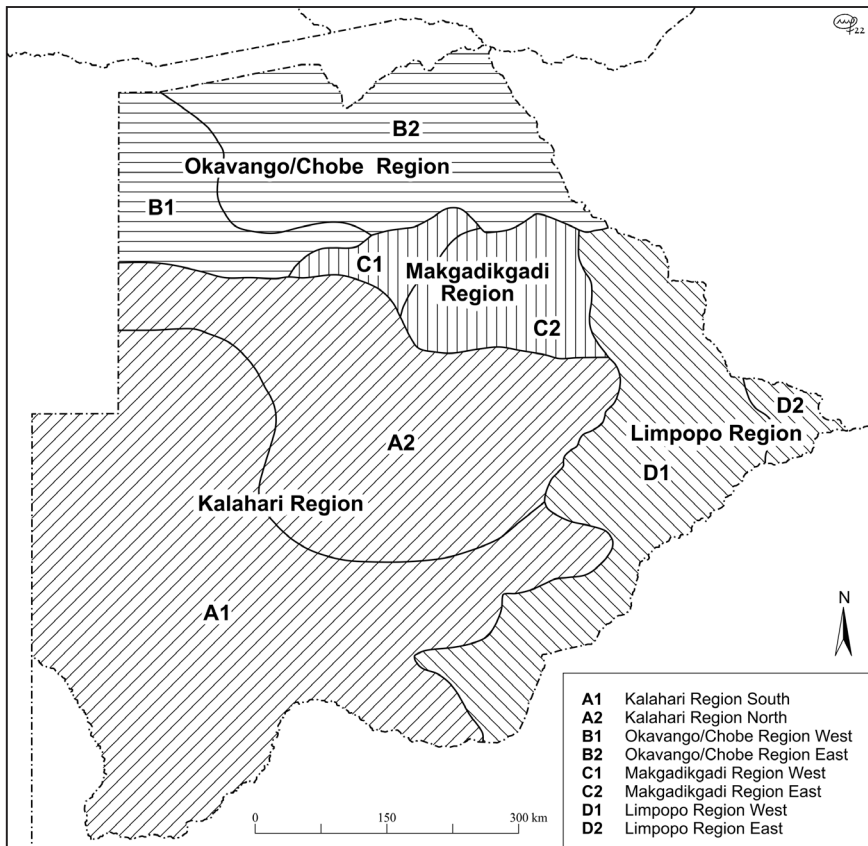 22
B2
Okavango/Chobe Region
B1
C1
Makgadikgadi
Region
C2
D2
A2
Limpopo Region
D1
Kalahari Region
A1
N
A1 Kalahari Region South
A2 Kalahari Region North
B1 Okavango/Chobe Region West
B2 Okavango/Chobe Region East
C1 Makgadikgadi Region West
C2 Makgadikgadi Region East
D1 Limpopo Region West
D2 Limpopo Region East
0 150 300 km